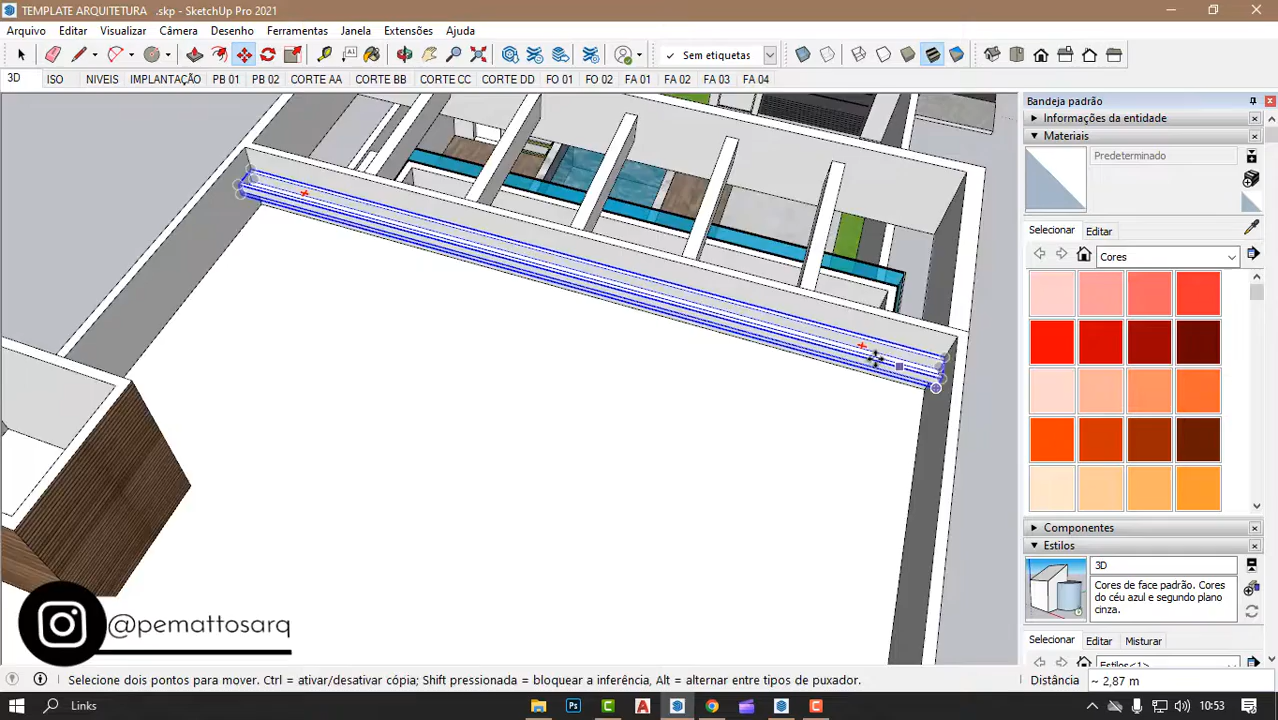 TEMPLATE ARQUITETURA .skp - SketchUp Pro 2021
Arquivo Editar Visualizar Câmera Desenho Ferramentas Janela Extensões Ajuda
Sem etiquetas
3D ISO NIVEIS IMPLANTAÇÃO PB 01 PB 02 CORTE AA CORTE BB CORTE CC CORTE DD FO 01 FO 02 FA 01 FA 02 FA 03 FA 04
Bandeja padrão
Informações da entidade
Materiais
Predeterminado
Selecionar Editar
Cores
Componentes
Estilos
3D
Cores de face padrão. Cores
do céu azul e segundo plano
cinza.
Selecionar Editar Misturar
Estilos<1>
@pemattosarq
Selecione dois pontos para mover. Ctrl = ativar/desativar cópia; Shift pressionada = bloquear a inferência, Alt = alternar entre tipos de puxador.
Distância ~ 2,87 m
Links
10:53